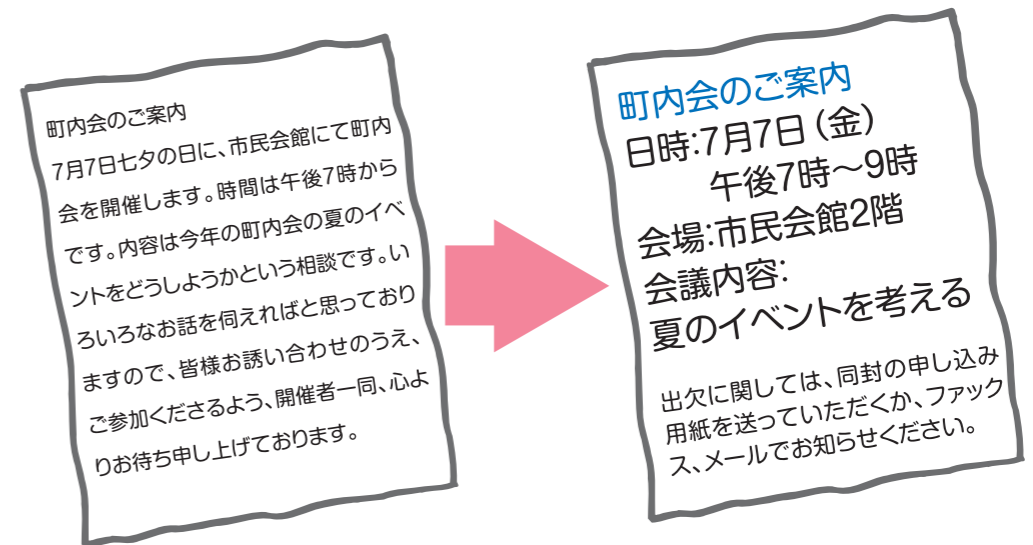 町内会のご案内
7月7日七夕の日に、市民会館にて町内
会を開催します。時間は午後7時から
です。内容は今年の町内会の夏のイベ
ントをどうしようかという相談です。い
ろいろなお話を伺えればと思っており
ますので、皆様お誘い合わせのうえ、
ご参加くださるよう、開催者一同、心よ
りお待ち申し上げております。
町内会のご案内
日時:7月7日(金)
午後7時〜9時
会場:市民会館2階
会議内容:
夏のイベントを考える
出欠に関しては、同封の申し込み
用紙を送っていただくか、ファック
ス、メールでお知らせください。